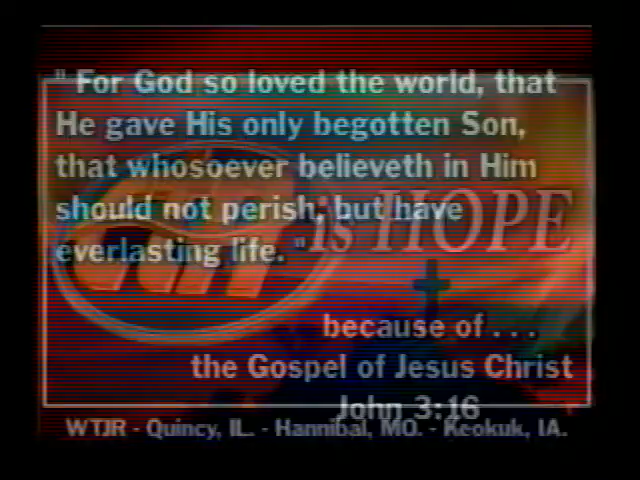 " For God so loved the world, that
He gave His only begotten Son,
that whosoever believeth in Him
should not perish, but have
everlasting life. "
is HOPE
because of . . .
the Gospel of Jesus Christ
John 3:16
WTJR - Quincy, IL. - Hannibal, MO. - Keokuk, IA.